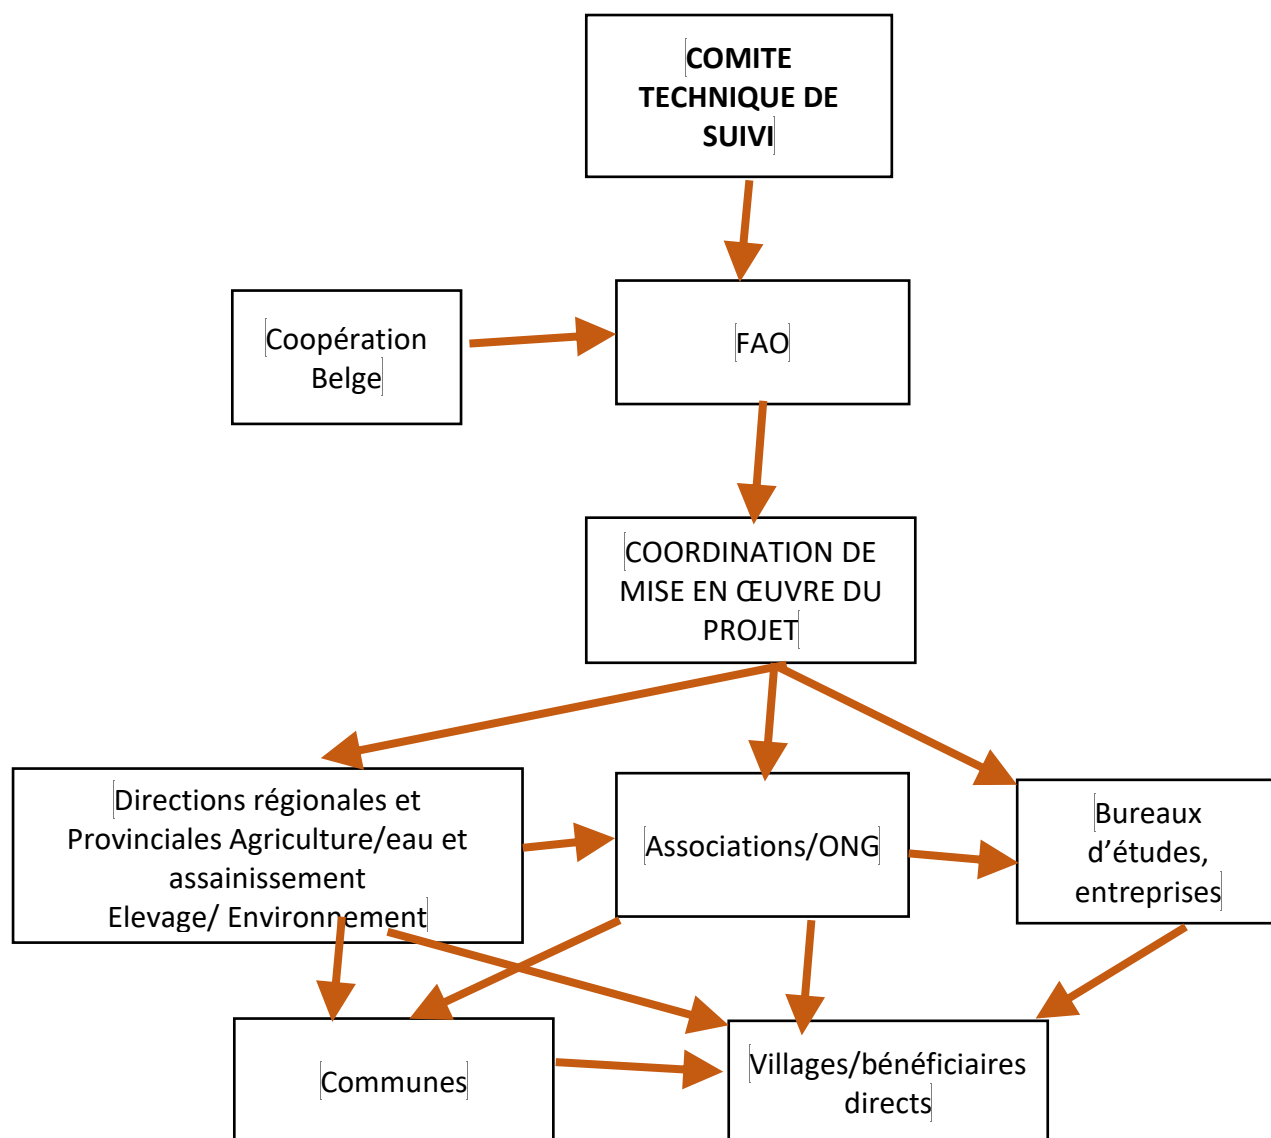 COMITE
TECHNIQUE DE
SUIVI
Coopération
Belge
FAO
COORDINATION DE
MISE EN ŒUVRE DU
PROJET
Directions régionales et
Provinciales Agriculture/eau et
assainissement
Elevage/ Environnement
Associations/ONG
Bureaux
d’études,
entreprises
Communes
Villages/bénéficiaires
directs